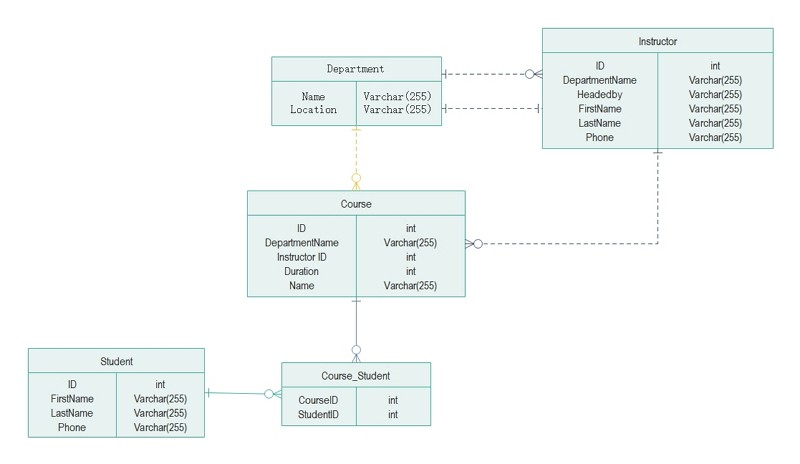 Instructor
ID int
DepartmentName Varchar(255)
Headedby Varchar(255)
FirstName Varchar(255)
LastName Varchar(255)
Phone Varchar(255)
Department
Name Varchar(255)
Location Varchar(255)
Course
ID int
DepartmentName Varchar(255)
Instructor ID int
Duration int
Name Varchar(255)
Student
ID int
FirstName Varchar(255)
LastName Varchar(255)
Phone Varchar(255)
Course_Student
CourseID int
StudentID int